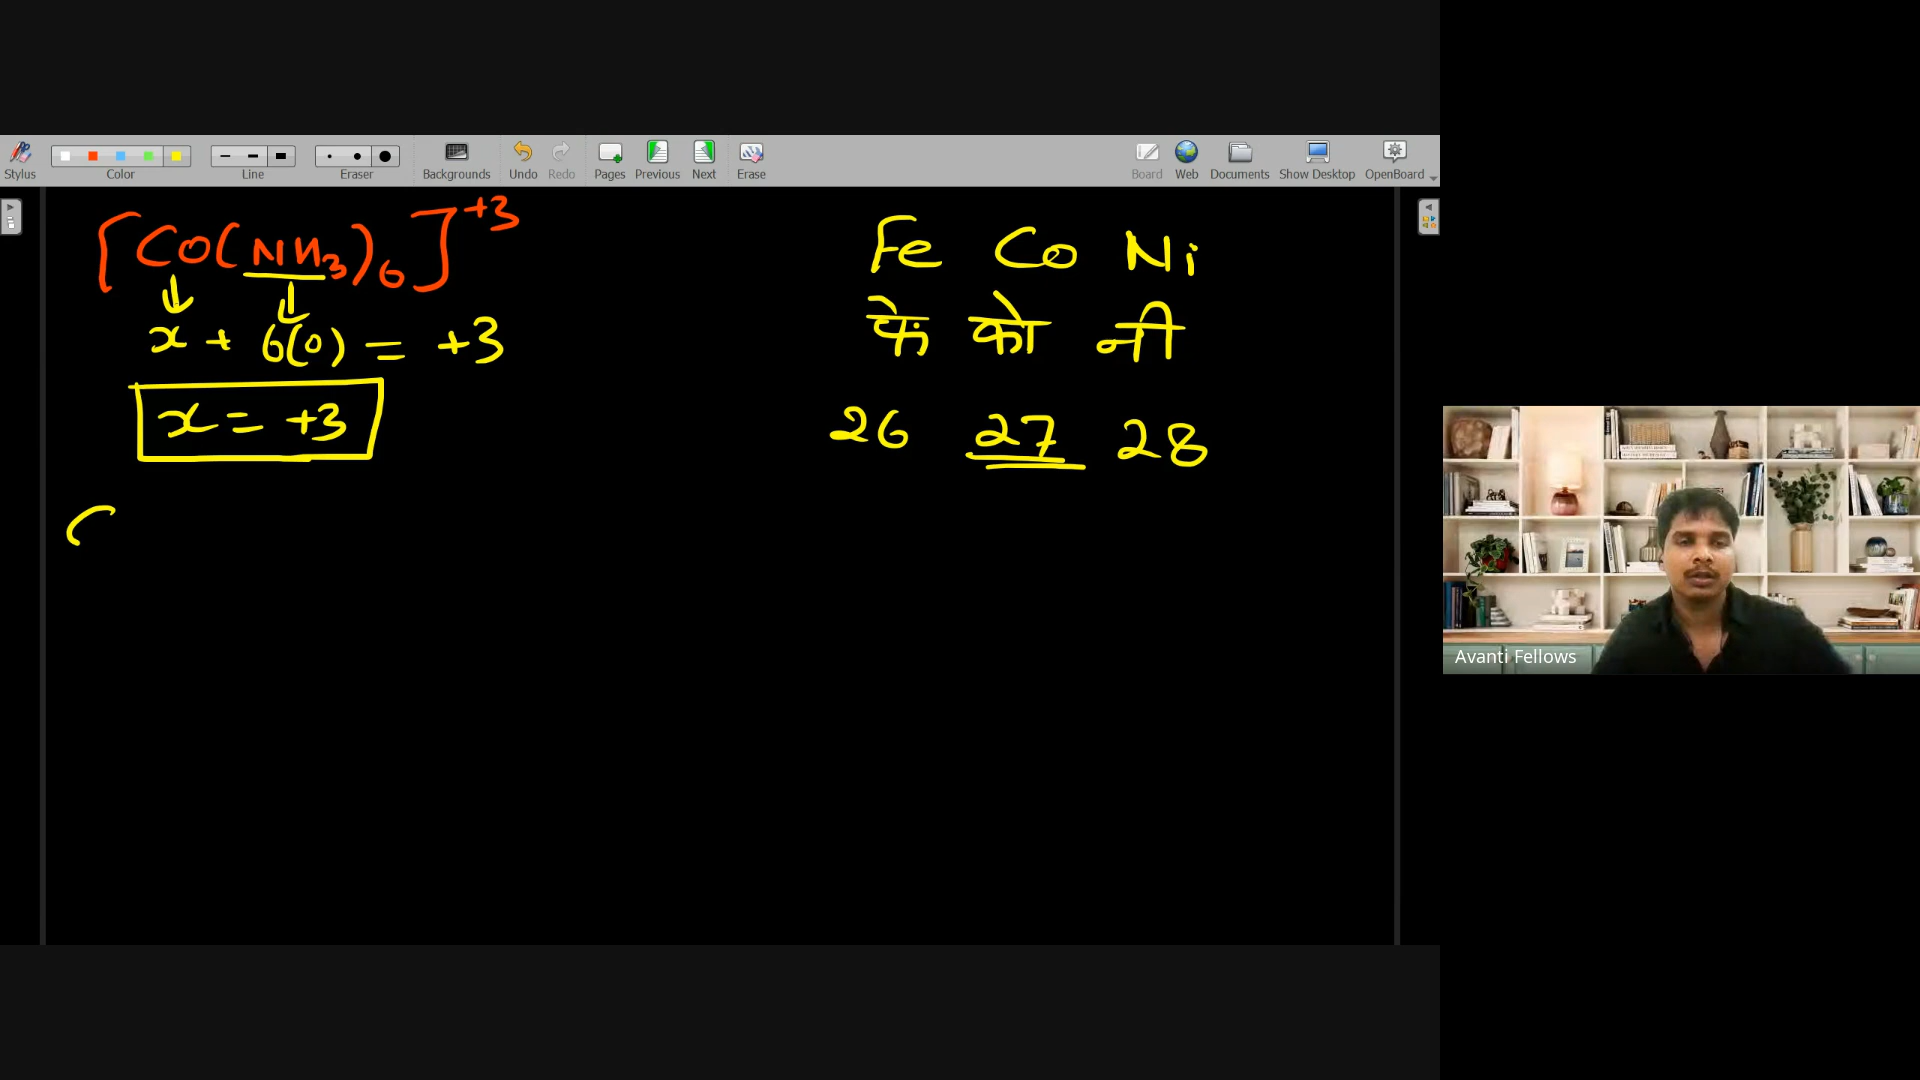 Stylus Color Line Eraser Backgrounds Undo Redo Pages Previous Next Erase Board Web Documents Show Desktop OpenBoard
[Co(NH3)6]+3
x + 6(0) = +3
x = +3
Fe Co Ni
फे को नी
26 27 28
Avanti Fellows